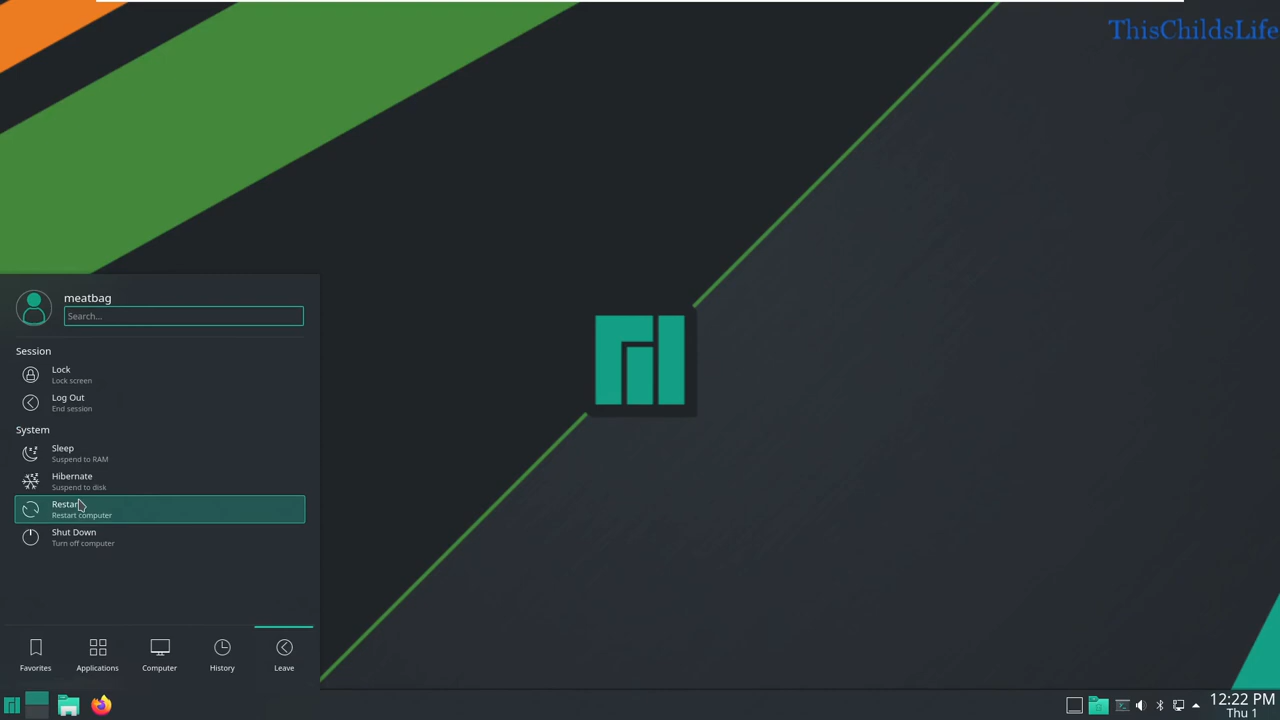 ThisChildsLife
meatbag
Search...
Session
Lock
Lock screen
Log Out
End session
System
Sleep
Suspend to RAM
Hibernate
Suspend to disk
Restart
Restart computer
Shut Down
Turn off computer
Favorites
Applications
Computer
History
Leave
12:22 PM
Thu 1